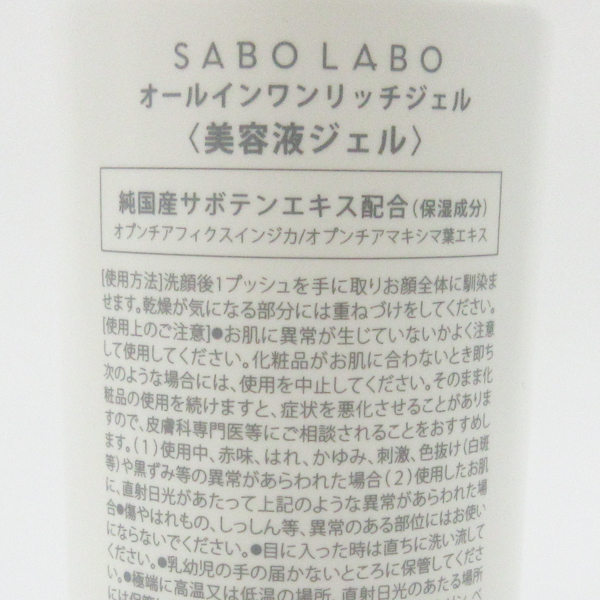 SABO LABO
オールインワンリッチジェル
〈美容液ジェル〉
純国産サボテンエキス配合(保湿成分)
オプンチアフィクスインジカ/オプンチアマキシマ葉エキス
[使用方法]洗顔後1プッシュを手に取りお顔全体に馴染ま
せます。乾燥が気になる部分には重ねづけをしてください。
[使用上のご注意]●お肌に異常が生じていないかよく注意
して使用してください。化粧品がお肌に合わないとき即ち
次のような場合には、使用を中止してください。そのまま化
粧品の使用を続けますと、症状を悪化させることがありま
すので、皮膚科専門医等にご相談されることをおすすめし
ます。(1)使用中、赤味、はれ、かゆみ、刺激、色抜け(白斑
等)や黒ずみ等の異常があらわれた場合(2)使用したお肌
に、直射日光があたって上記のような異常があらわれた場
合●傷やはれもの、しっしん等、異常のある部位にはお使い
にならないでください。●目に入った時は直ちに洗い流して
ください。●乳幼児の手の届かないところに保管してくださ
い。●極端に高温又は低温の場所、直射日光のあたる場所
には保管